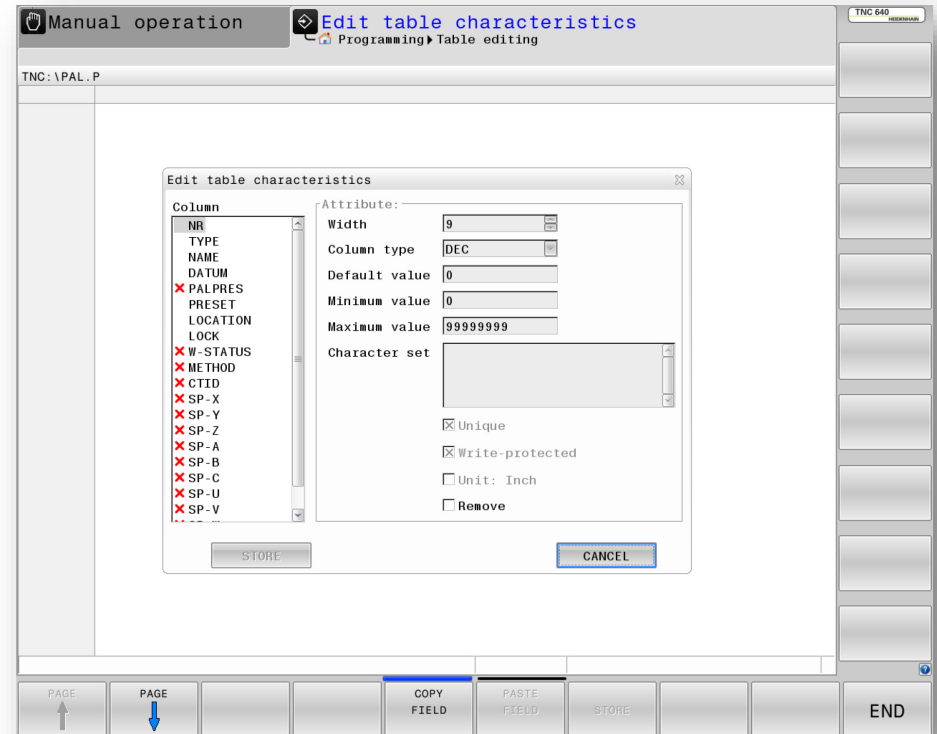 Manual operation
Edit table characteristics
Programming Table editing
TNC 640
HEIDENHAIN
TNC:\PAL.P
Edit table characteristics
Column
NR
TYPE
NAME
DATUM
PALPRES
PRESET
LOCATION
LOCK
W-STATUS
METHOD
CTID
SP-X
SP-Y
SP-Z
SP-A
SP-B
SP-C
SP-U
SP-V
Attribute:
Width 9
Column type DEC
Default value 0
Minimum value 0
Maximum value 99999999
Character set
Unique
Write-protected
Unit: Inch
Remove
STORE
CANCEL
PAGE
PAGE
COPY
FIELD
PASTE
FIELD
STORE
END